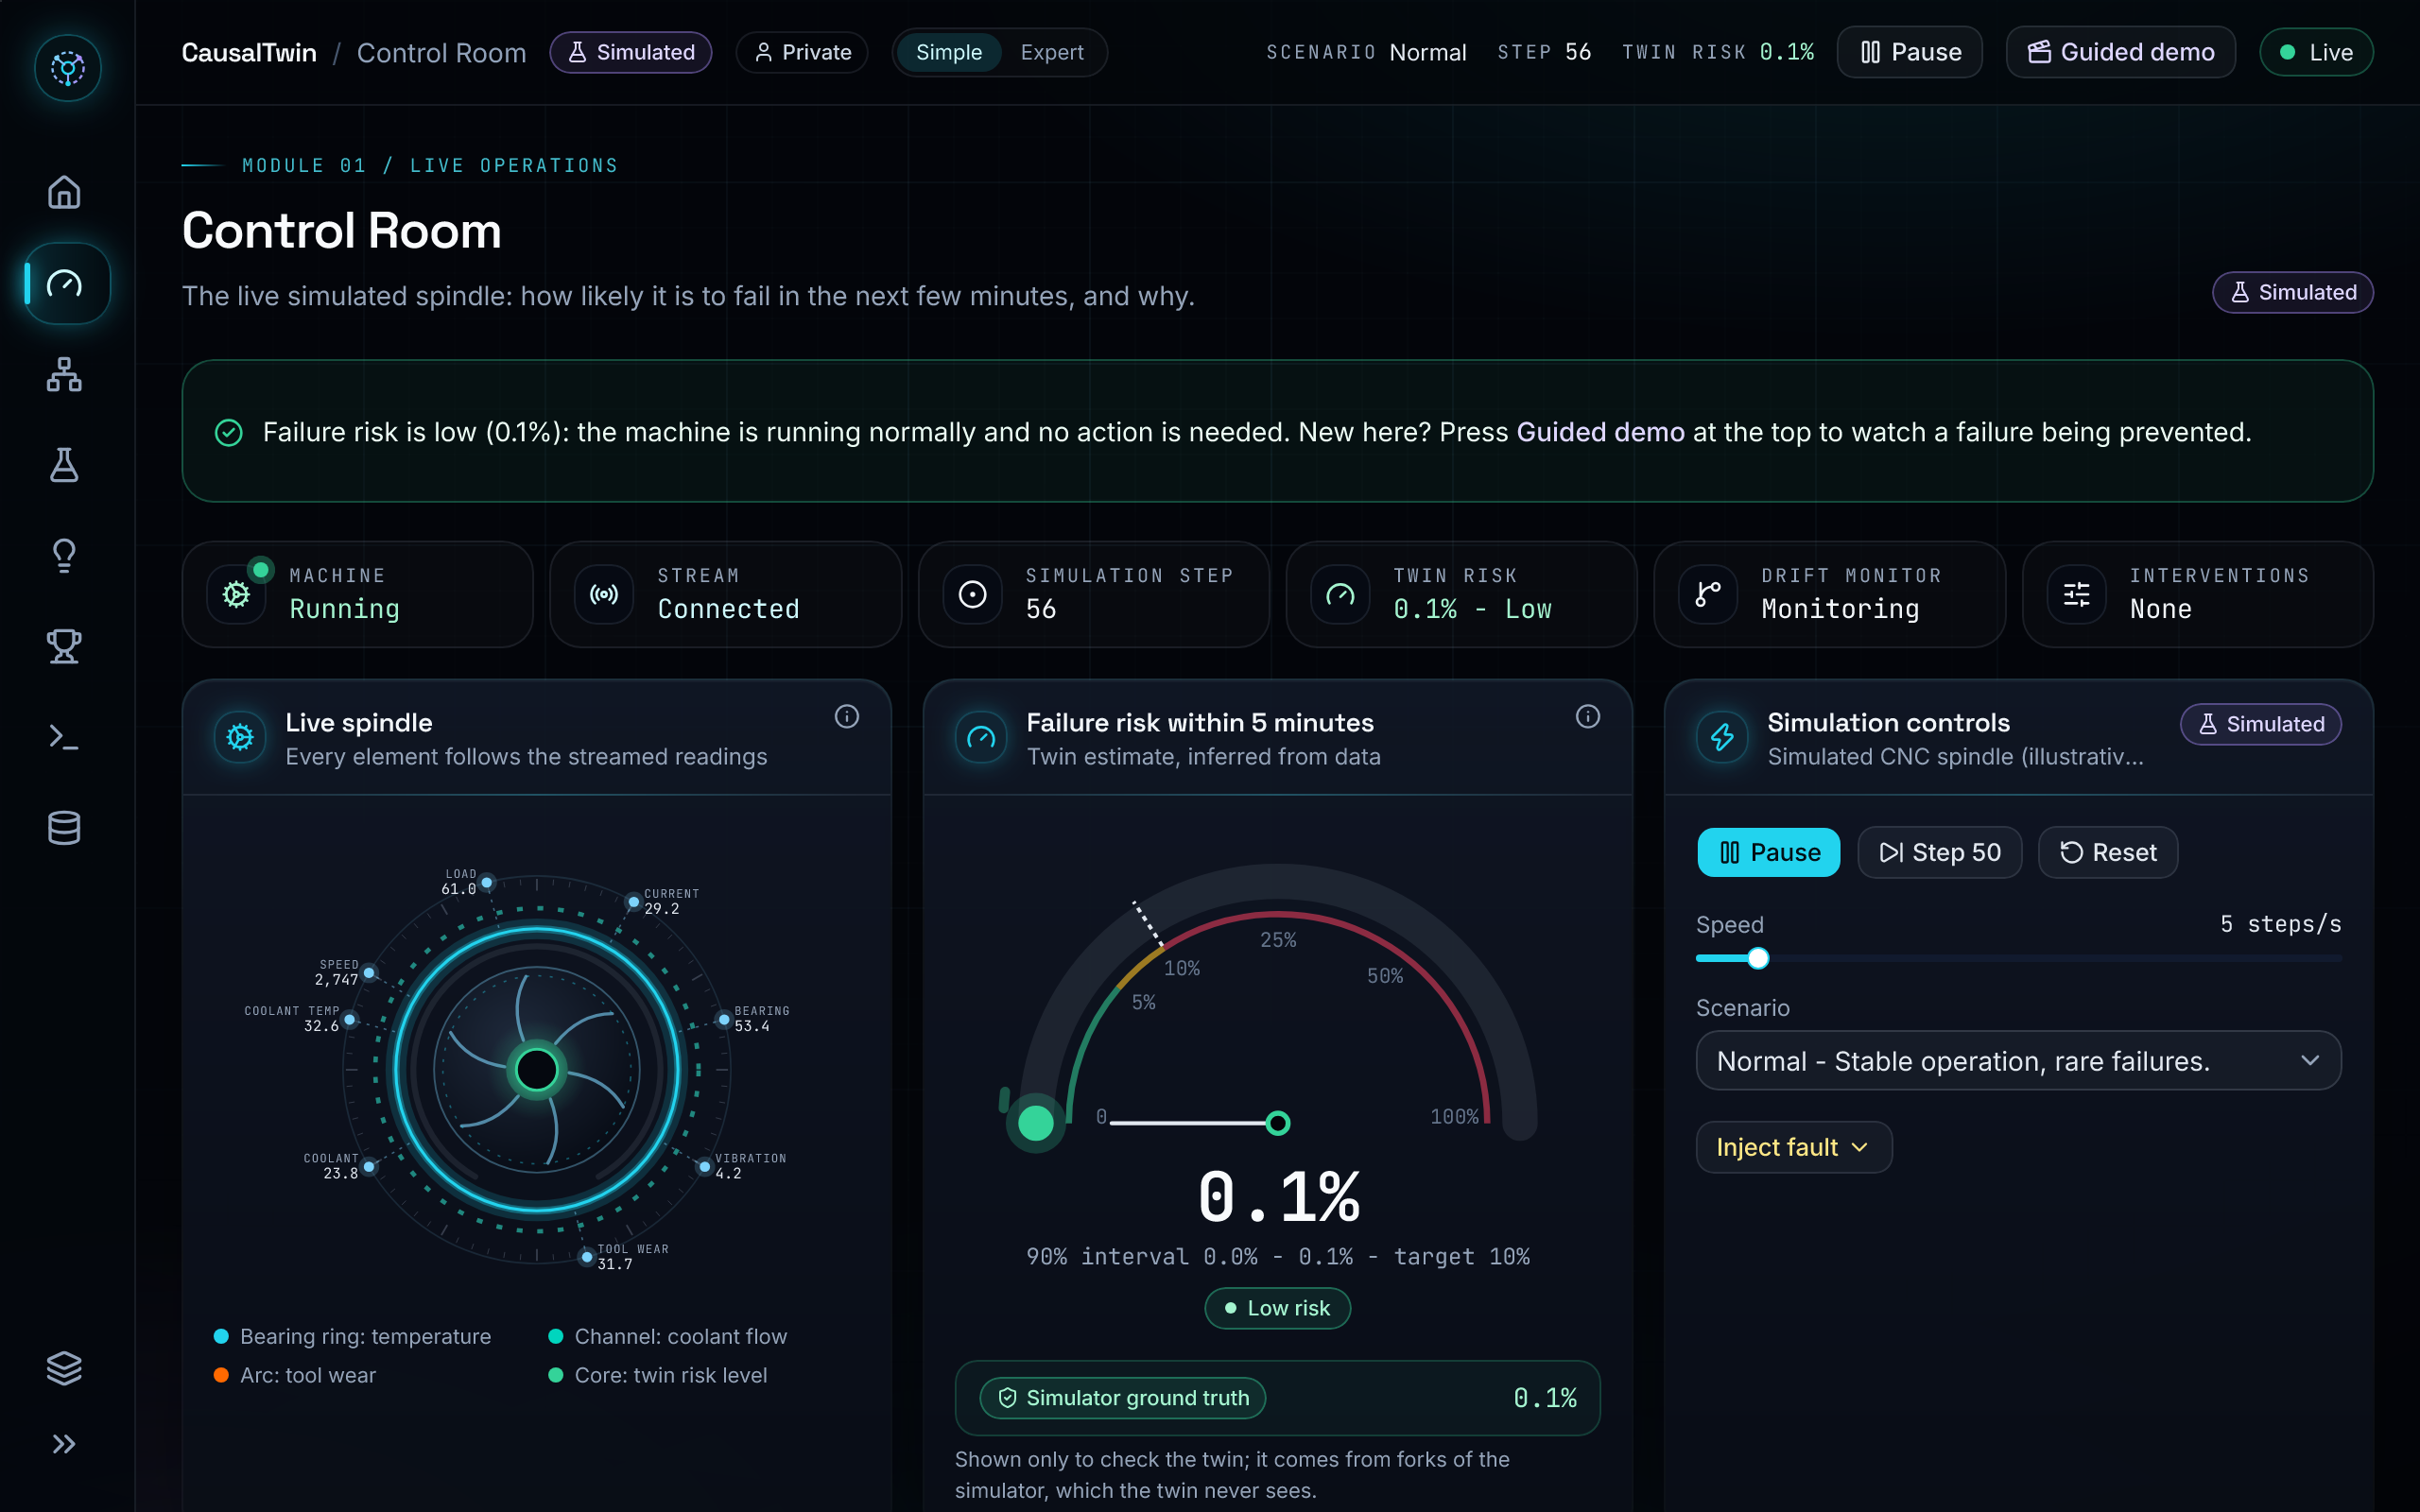 CausalTwin / Control Room Simulated Private Simple Expert SCENARIO Normal STEP 56 TWIN RISK 0.1% Pause Guided demo Live
MODULE 01 / LIVE OPERATIONS
Control Room
The live simulated spindle: how likely it is to fail in the next few minutes, and why.
Simulated
Failure risk is low (0.1%): the machine is running normally and no action is needed. New here? Press Guided demo at the top to watch a failure being prevented.
MACHINE
Running
STREAM
Connected
SIMULATION STEP
56
TWIN RISK
0.1% - Low
DRIFT MONITOR
Monitoring
INTERVENTIONS
None
Live spindle
Every element follows the streamed readings
LOAD
61.0
CURRENT
29.2
SPEED
2,747
COOLANT TEMP
32.6
BEARING
53.4
COOLANT
23.8
VIBRATION
4.2
TOOL WEAR
31.7
Bearing ring: temperature
Channel: coolant flow
Arc: tool wear
Core: twin risk level
Failure risk within 5 minutes
Twin estimate, inferred from data
25%
10%
50%
5%
0
100%
0.1%
90% interval 0.0% - 0.1% - target 10%
Low risk
Simulator ground truth 0.1%
Shown only to check the twin; it comes from forks of the
simulator, which the twin never sees.
Simulation controls
Simulated CNC spindle (illustrativ...
Simulated
Pause Step 50 Reset
Speed 5 steps/s
Scenario
Normal - Stable operation, rare failures.
Inject fault